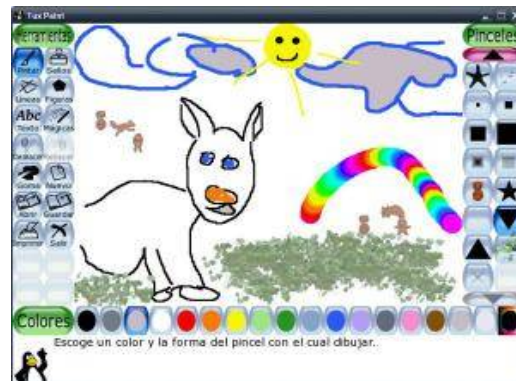 Tux Paint
Herramientas
Pinceles
Pintar
Sellos
Líneas
Figuras
Abc
Texto
Mágicas
Deshacer
Goma
Nuevo
Abrir
Guardar
Imprimir
Salir
Colores
Escoge un color y la forma del pincel con el cual dibujar.